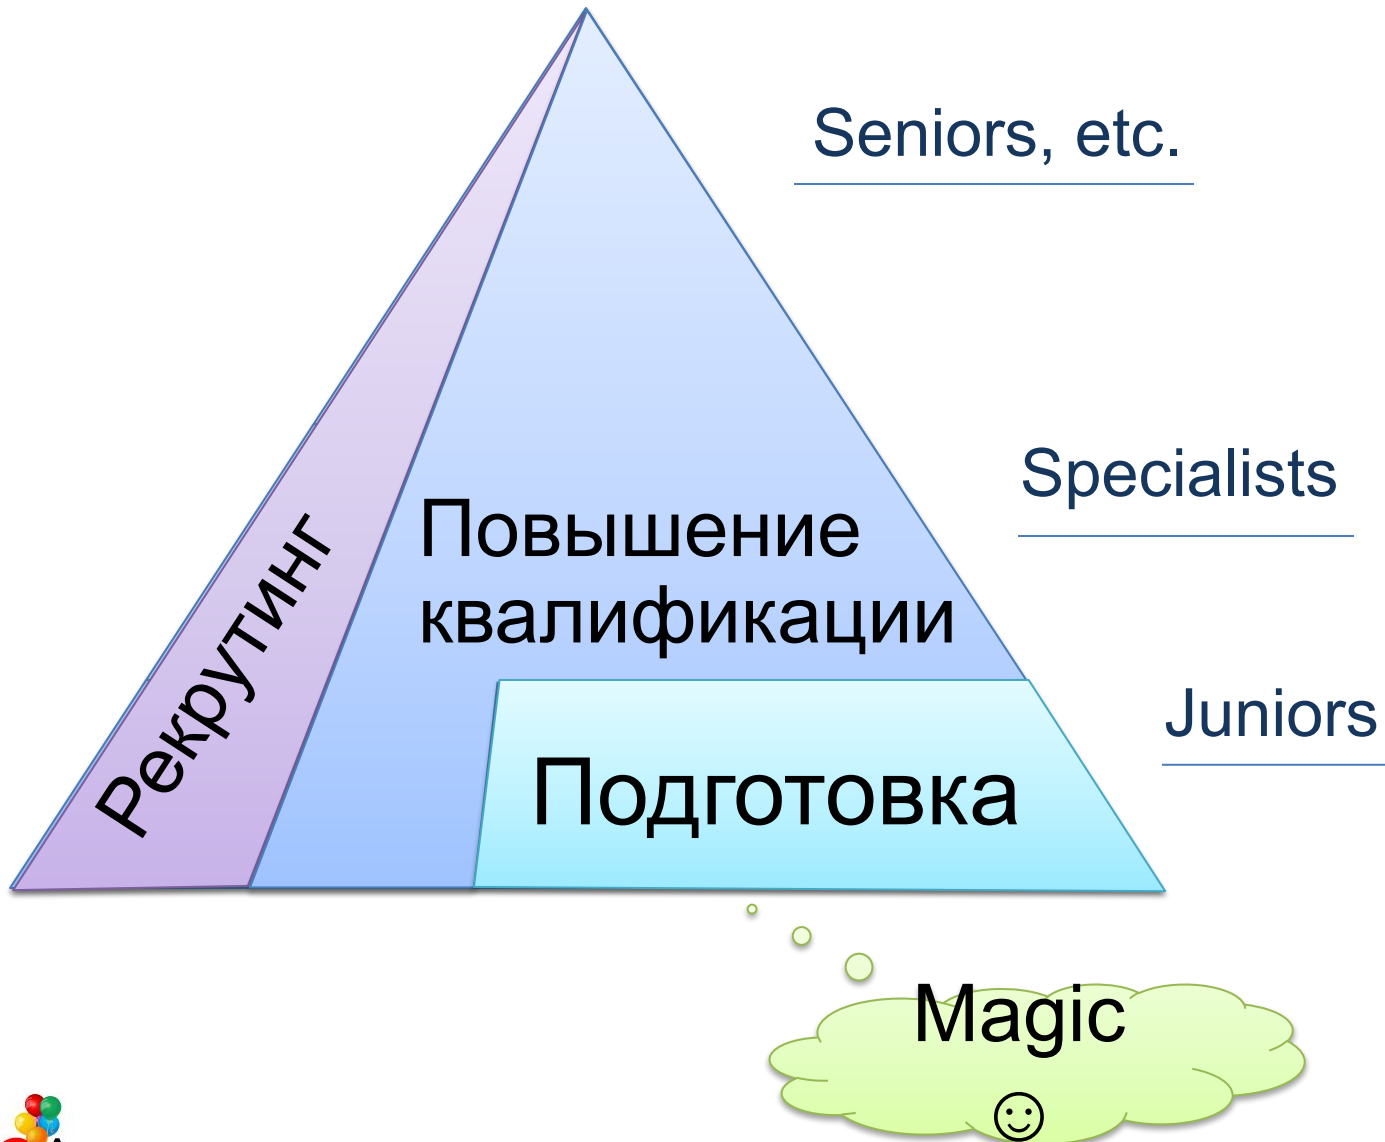 Seniors, etc.
Specialists
Повышение
квалификации
Рекрутинг
Juniors
Подготовка
Magic
☺